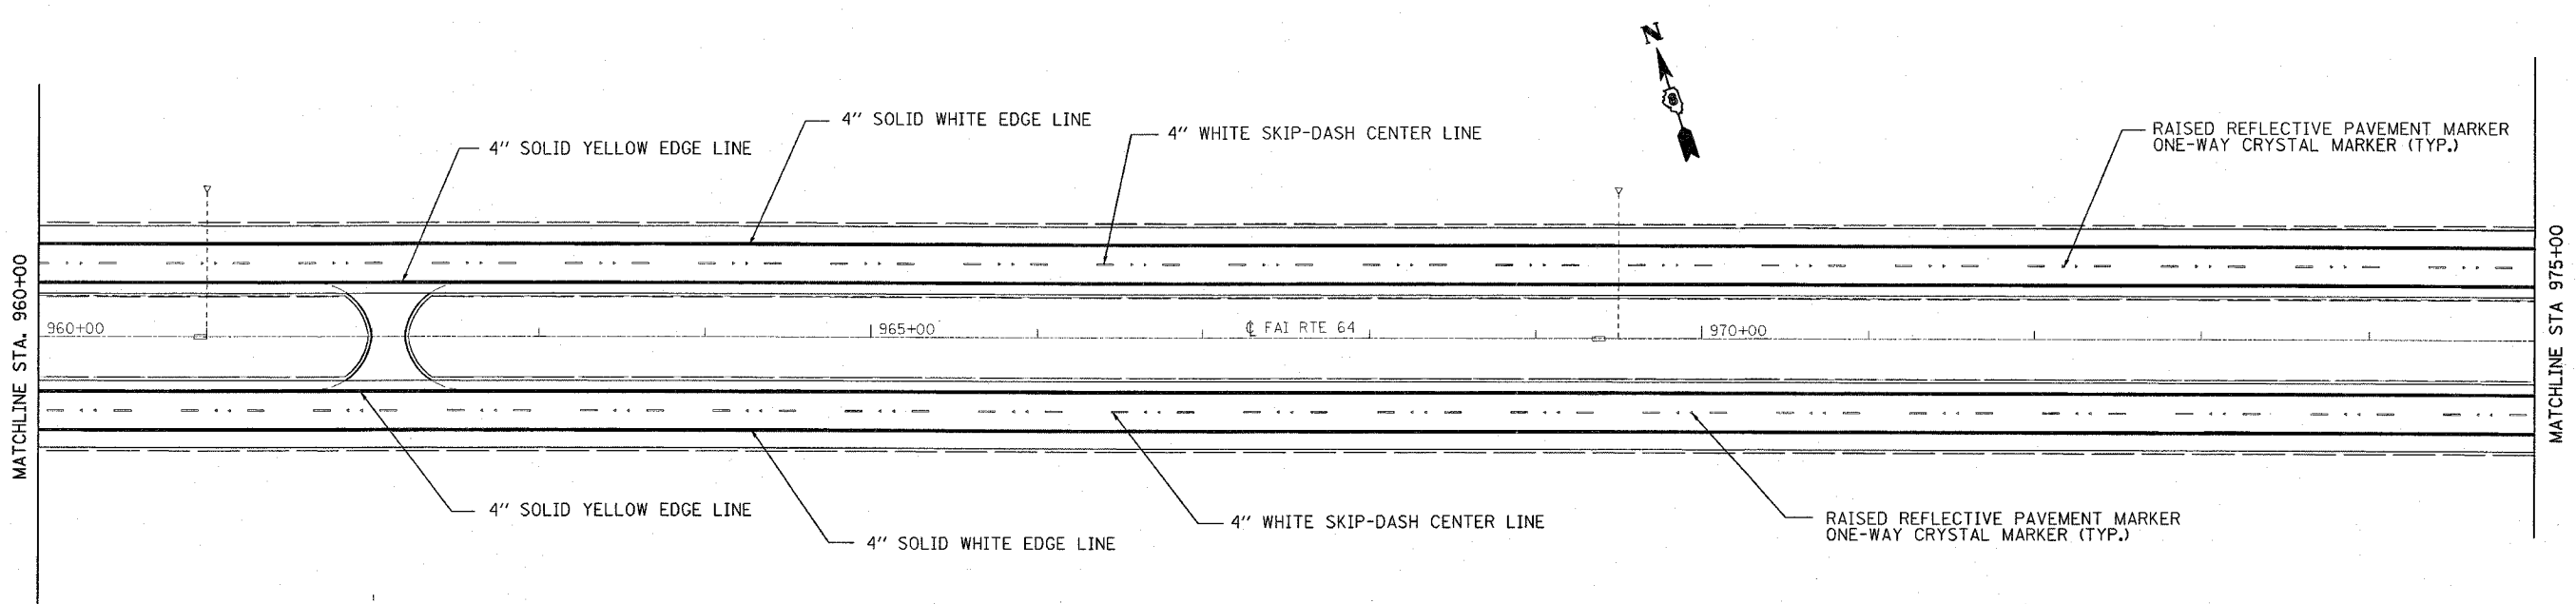 N
4" SOLID WHITE EDGE LINE
4" WHITE SKIP-DASH CENTER LINE
RAISED REFLECTIVE PAVEMENT MARKER
ONE-WAY CRYSTAL MARKER (TYP.)
4" SOLID YELLOW EDGE LINE
MATCHLINE STA. 960+00
960+00
965+00
℄ FAI RTE 64
970+00
MATCHLINE STA 975+00
4" SOLID YELLOW EDGE LINE
4" SOLID WHITE EDGE LINE
4" WHITE SKIP-DASH CENTER LINE
RAISED REFLECTIVE PAVEMENT MARKER
ONE-WAY CRYSTAL MARKER (TYP.)